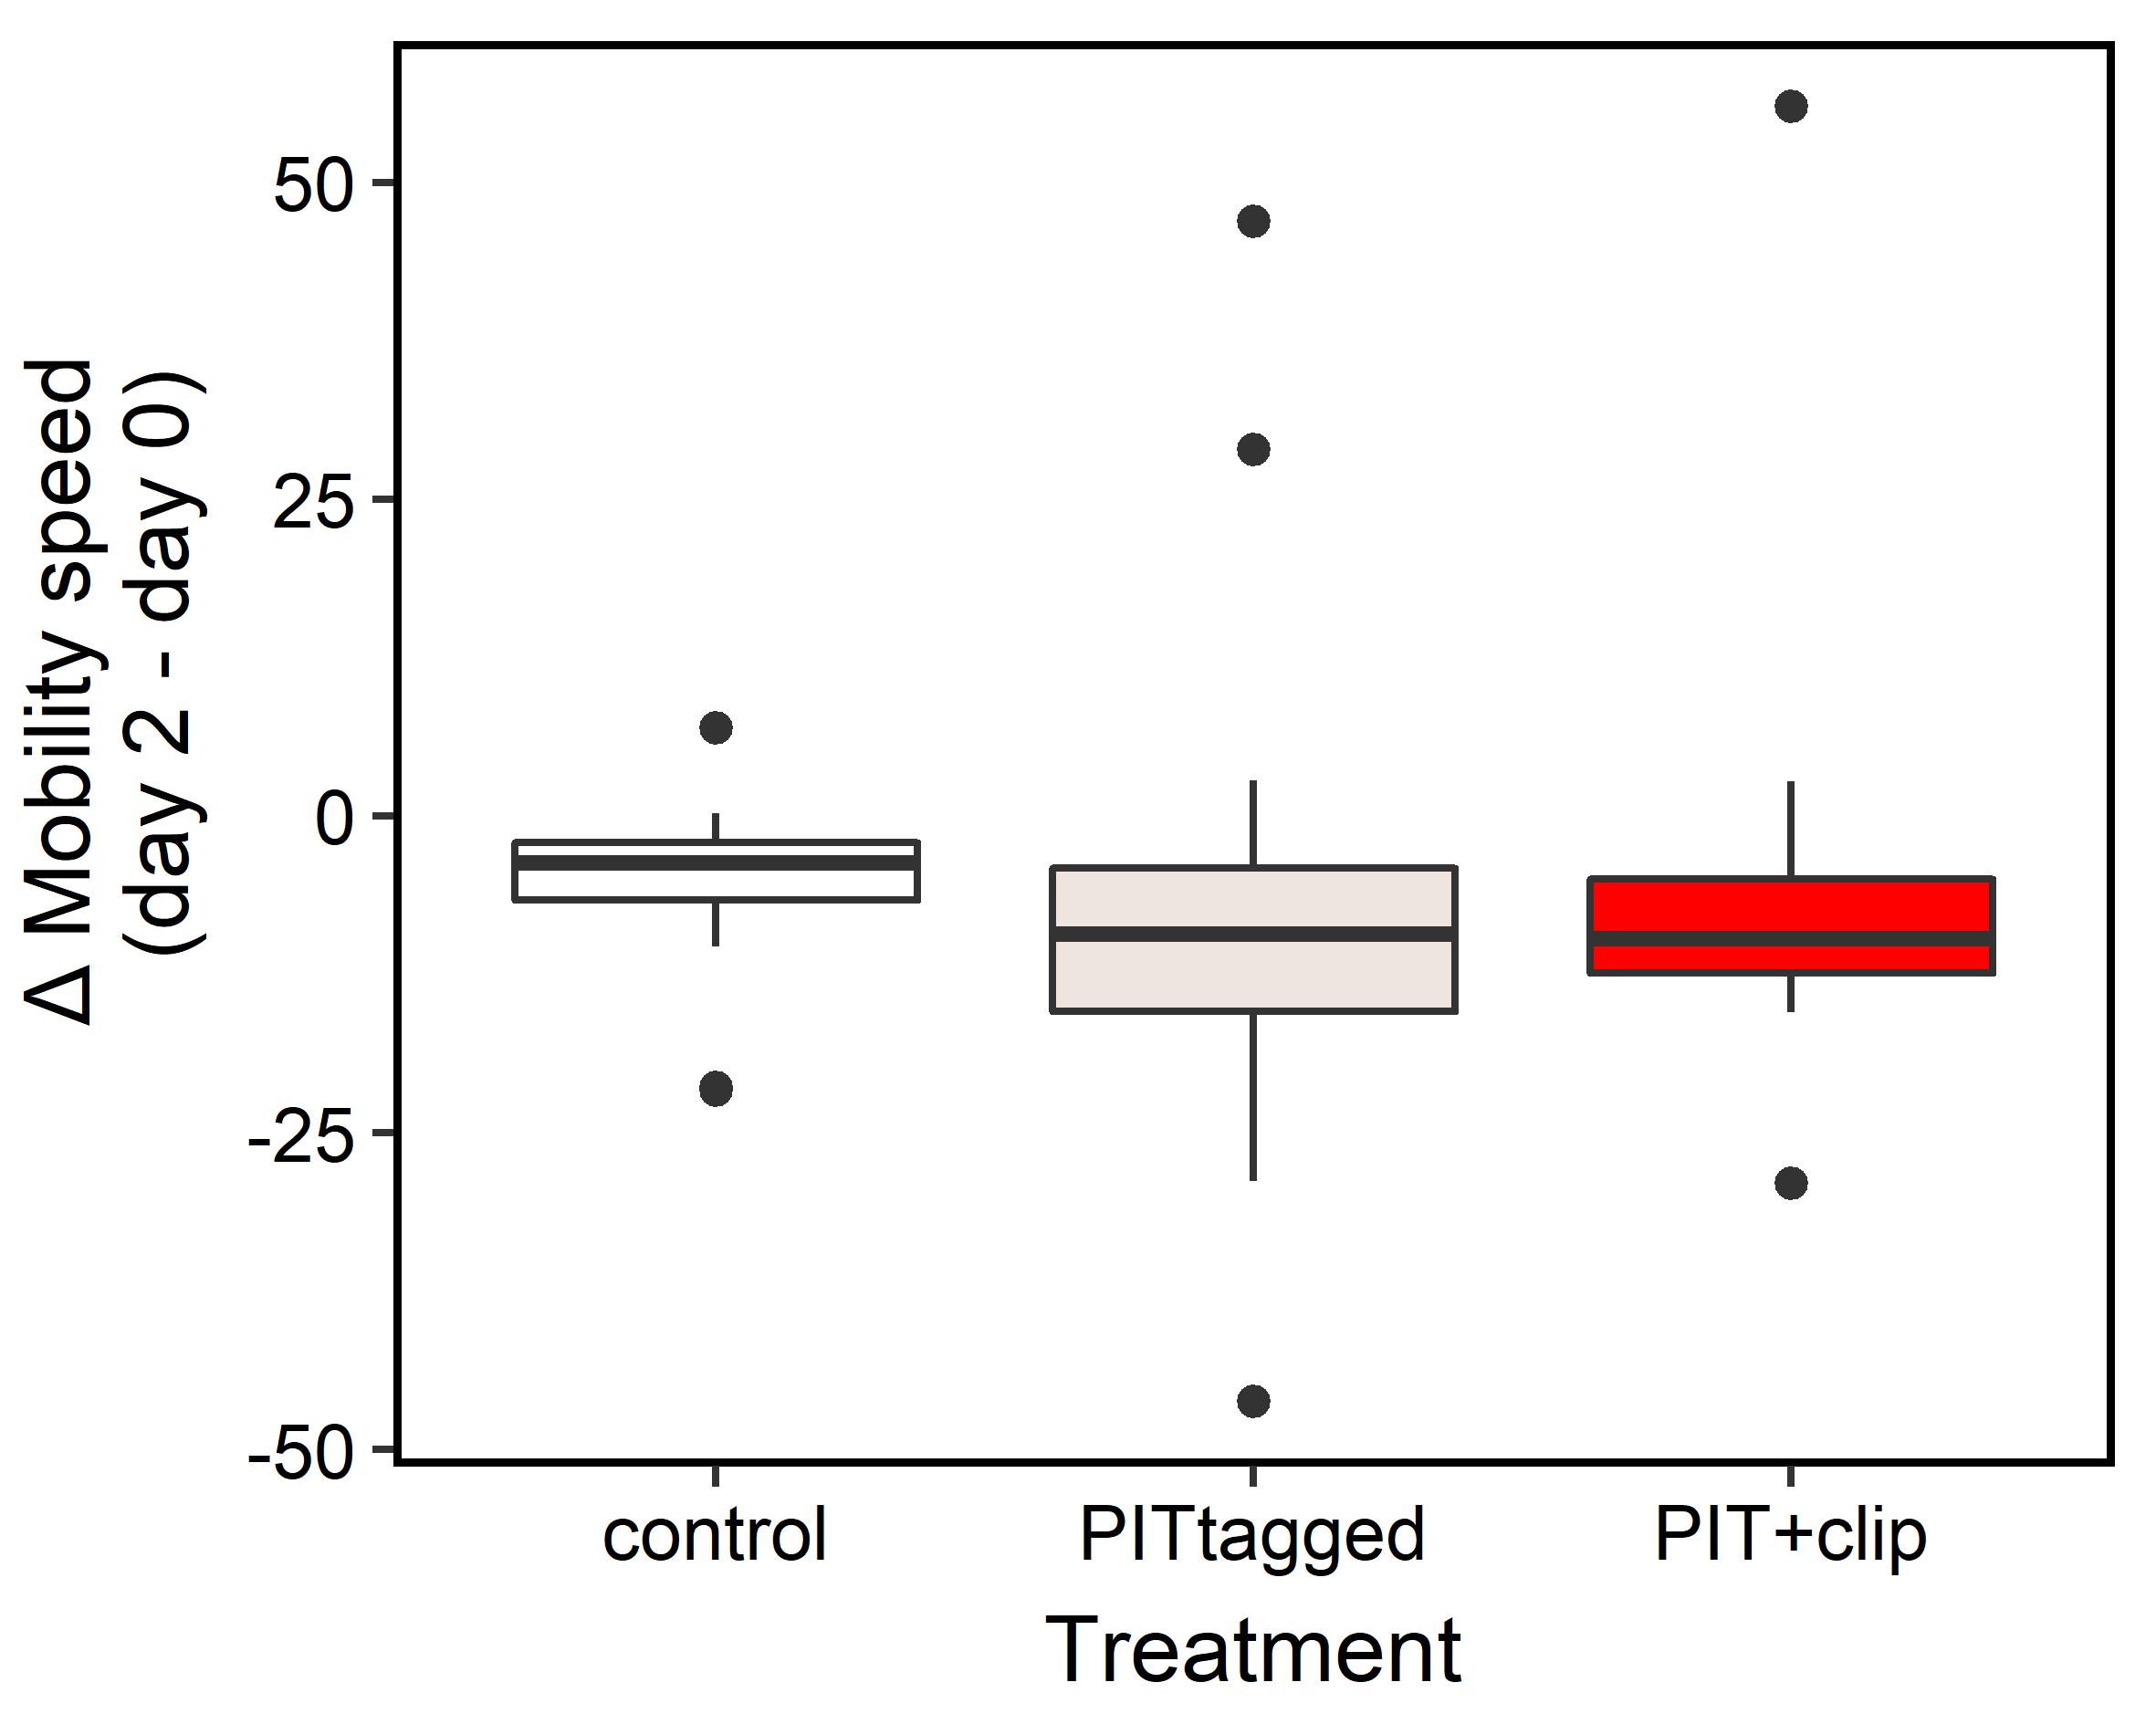 Δ Mobility speed
(day 2 - day 0)
50
25
0
-25
-50
control
PITtagged
PIT+clip
Treatment